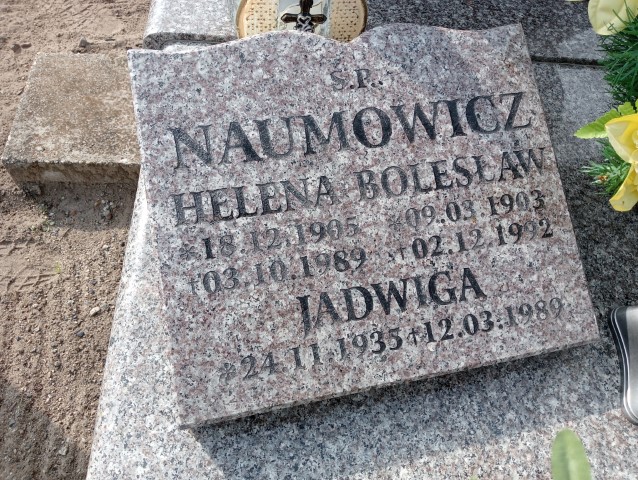 Ś.P.
NAUMOWICZ
HELENA BOLESŁAW
*18.12.1905 *09.03.1903
†03.10.1989 †02.12.1992
JADWIGA
*24.11.1935 †12.03.1989